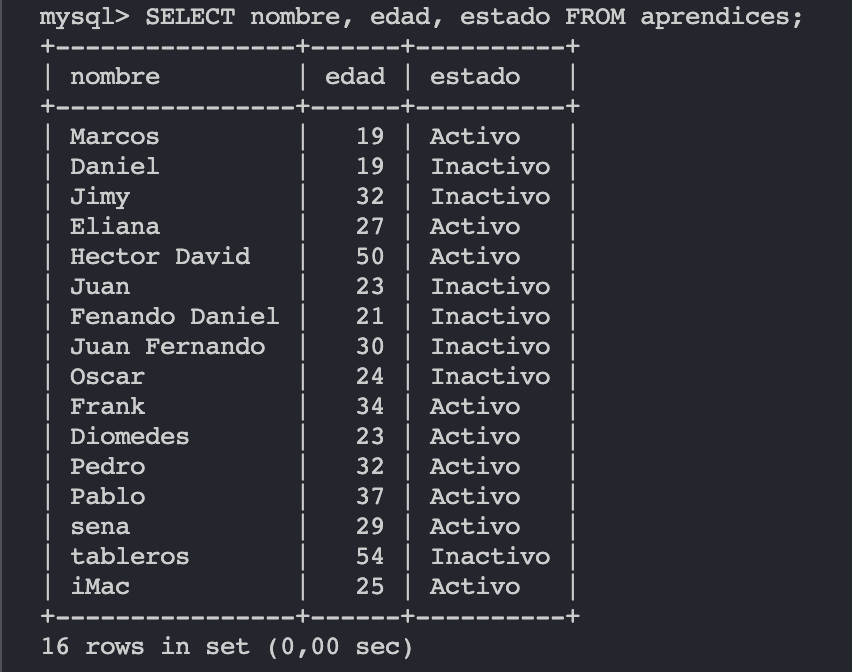 mysql> SELECT nombre, edad, estado FROM aprendices;
+----------------+------+----------+
| nombre         | edad | estado   |
+----------------+------+----------+
| Marcos         |   19 | Activo   |
| Daniel         |   19 | Inactivo |
| Jimy           |   32 | Inactivo |
| Eliana         |   27 | Activo   |
| Hector David   |   50 | Activo   |
| Juan           |   23 | Inactivo |
| Fenando Daniel |   21 | Inactivo |
| Juan Fernando  |   30 | Inactivo |
| Oscar          |   24 | Inactivo |
| Frank          |   34 | Activo   |
| Diomedes       |   23 | Activo   |
| Pedro          |   32 | Activo   |
| Pablo          |   37 | Activo   |
| sena           |   29 | Activo   |
| tableros       |   54 | Inactivo |
| iMac           |   25 | Activo   |
+----------------+------+----------+
16 rows in set (0,00 sec)